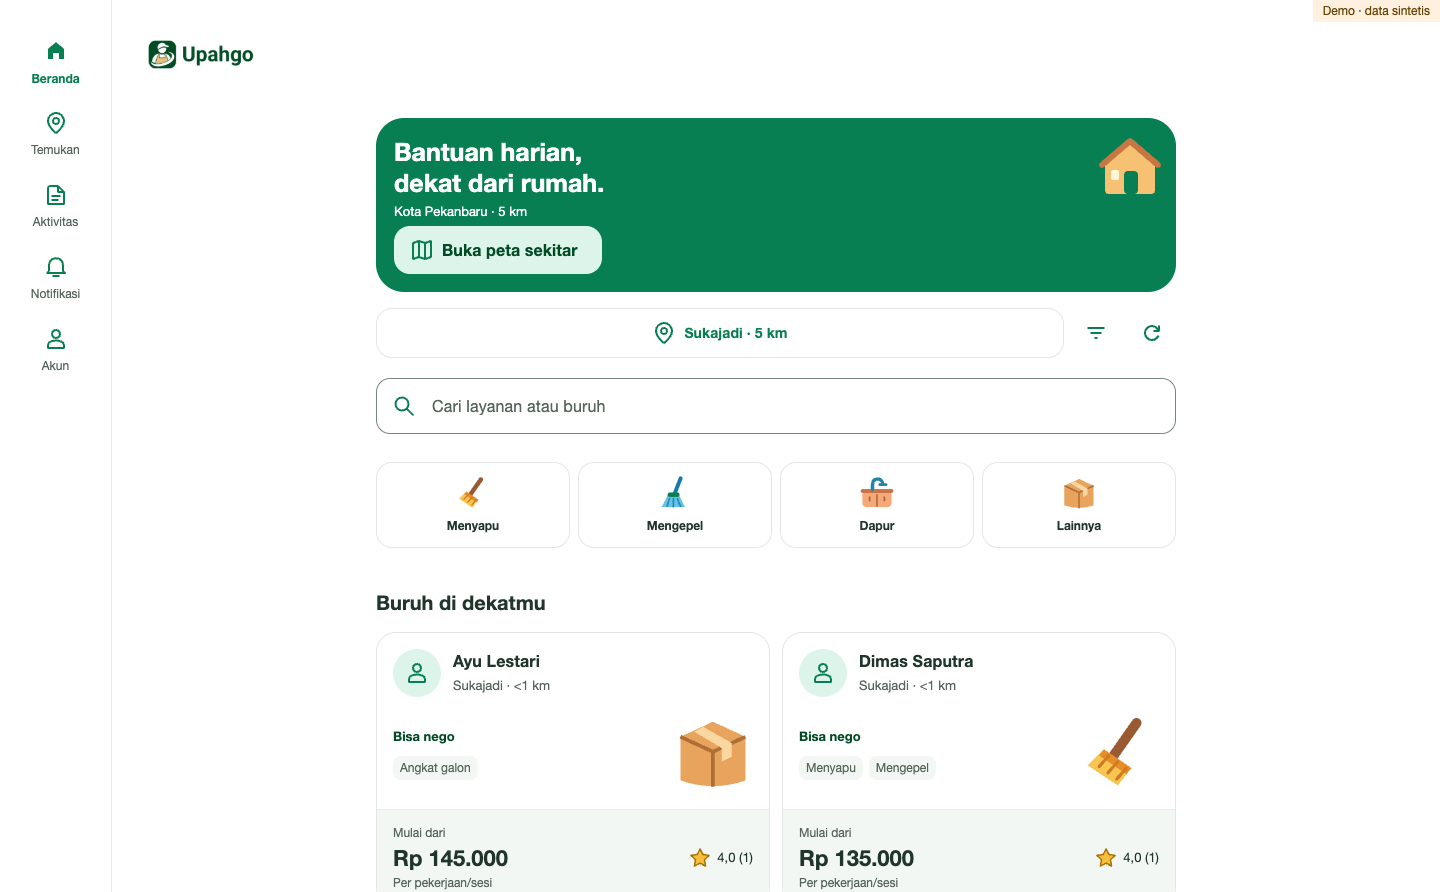 Demo · data sintetis
Upahgo
Beranda
Temukan
Aktivitas
Notifikasi
Akun
Bantuan harian,
dekat dari rumah.
Kota Pekanbaru · 5 km
Buka peta sekitar
Sukajadi · 5 km
Cari layanan atau buruh
Menyapu
Mengepel
Dapur
Lainnya
Buruh di dekatmu
Ayu Lestari
Sukajadi · <1 km
Bisa nego
Angkat galon
Mulai dari
Rp 145.000
4,0 (1)
Per pekerjaan/sesi
Dimas Saputra
Sukajadi · <1 km
Bisa nego
Menyapu Mengepel
Mulai dari
Rp 135.000
4,0 (1)
Per pekerjaan/sesi